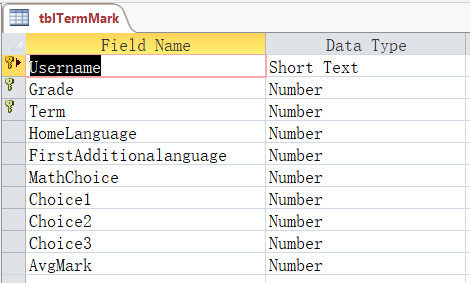 tblTermMark
Field Name Data Type
Username Short Text
Grade Number
Term Number
HomeLanguage Number
FirstAdditionalanguage Number
MathChoice Number
Choice1 Number
Choice2 Number
Choice3 Number
AvgMark Number